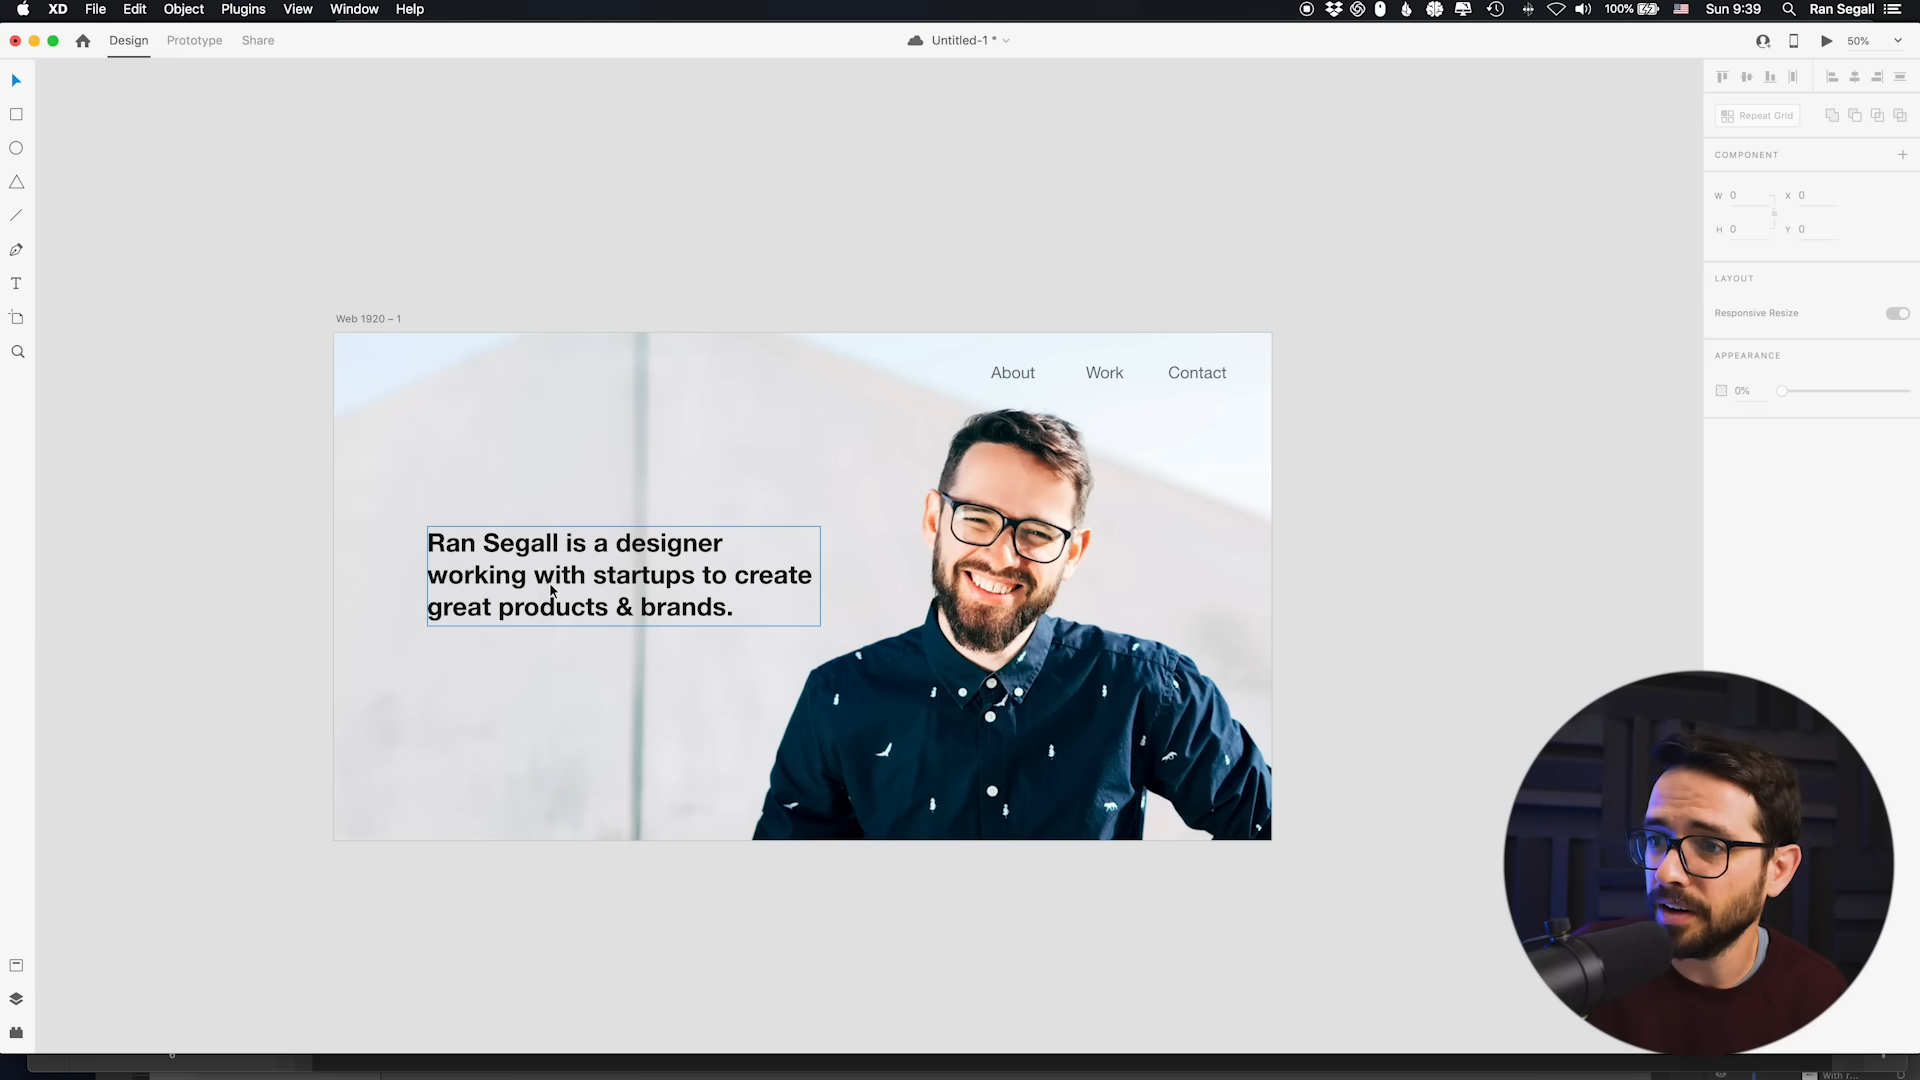 XD File Edit Object Plugins View Window Help 100% Sun 9:39 Ran Segall
Design Prototype Share Untitled-1 * 50%
Repeat Grid
COMPONENT
W 0 X 0
H 0 Y 0
LAYOUT
Responsive Resize
APPEARANCE
0%
Web 1920 – 1
About Work Contact
Ran Segall is a designer
working with startups to create
great products & brands.
With r...